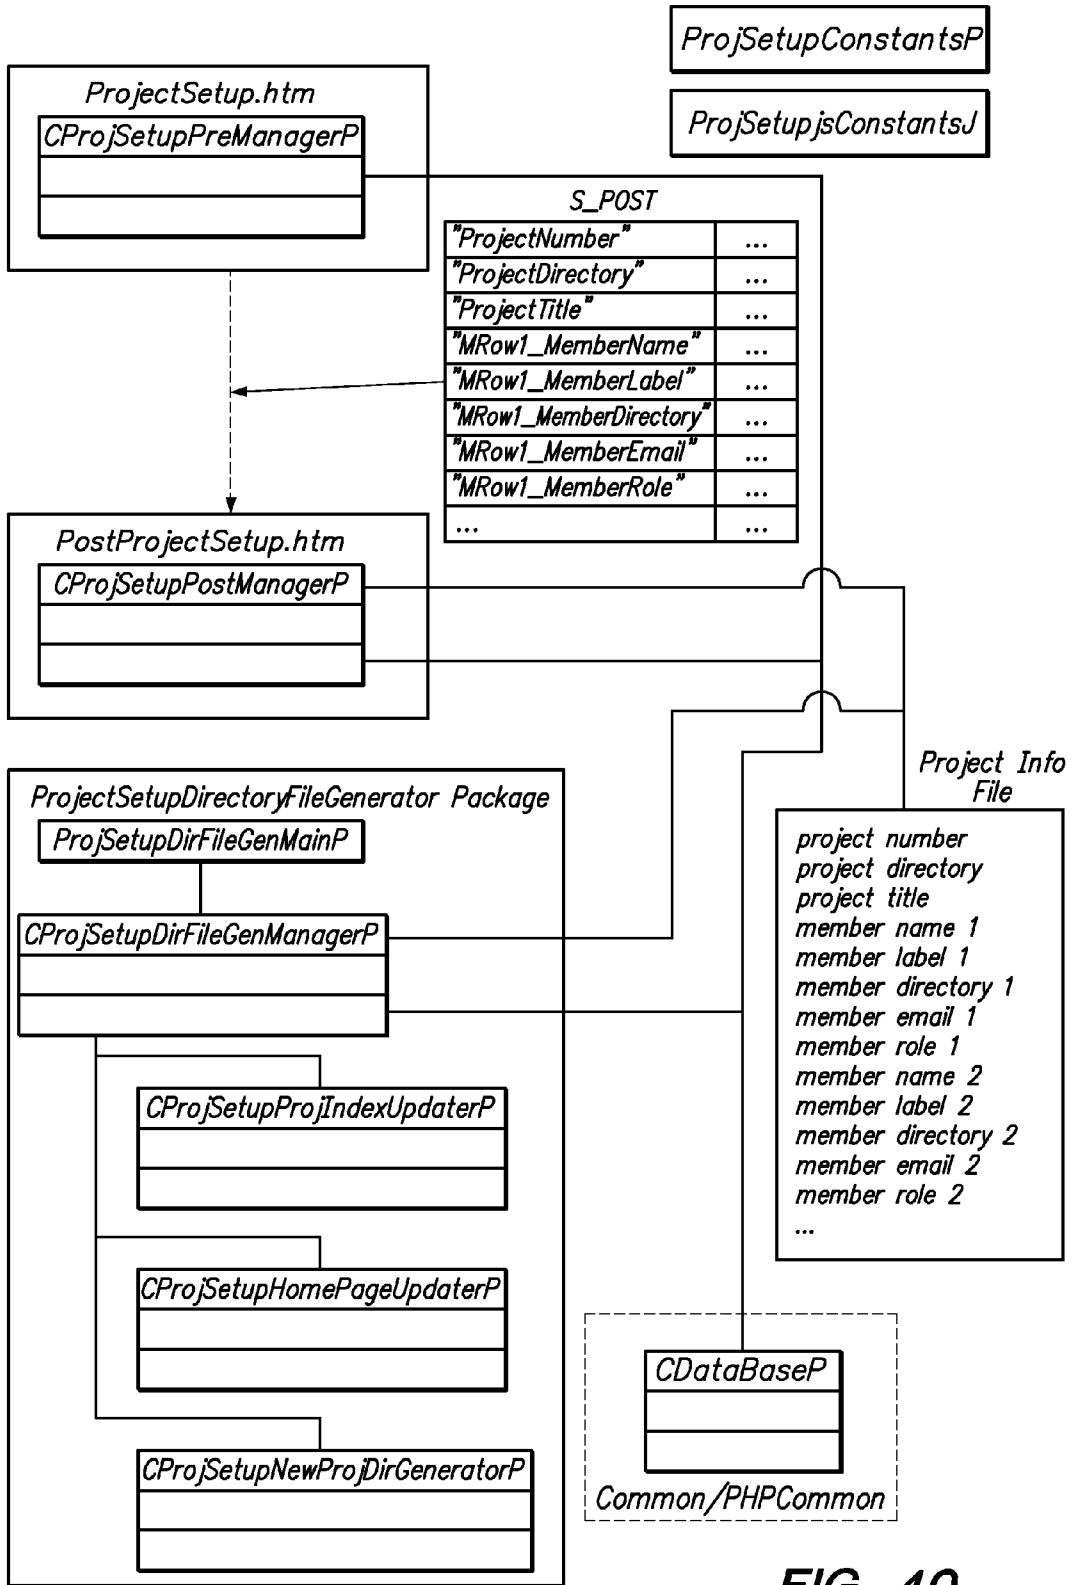 ProjSetupConstantsP
ProjSetupjsConstantsJ
ProjectSetup.htm
CProjSetupPreManagerP
S_POST
"ProjectNumber" ...
"ProjectDirectory" ...
"ProjectTitle" ...
"MRow1_MemberName" ...
"MRow1_MemberLabel" ...
"MRow1_MemberDirectory" ...
"MRow1_MemberEmail" ...
"MRow1_MemberRole" ...
... ...
PostProjectSetup.htm
CProjSetupPostManagerP
ProjectSetupDirectoryFileGenerator Package
ProjSetupDirFileGenMainP
CProjSetupDirFileGenManagerP
CProjSetupProjIndexUpdaterP
CProjSetupHomePageUpdaterP
CProjSetupNewProjDirGeneratorP
Project Info
File
project number
project directory
project title
member name 1
member label 1
member directory 1
member email 1
member role 1
member name 2
member label 2
member directory 2
member email 2
member role 2
...
CDataBaseP
Common/PHPCommon